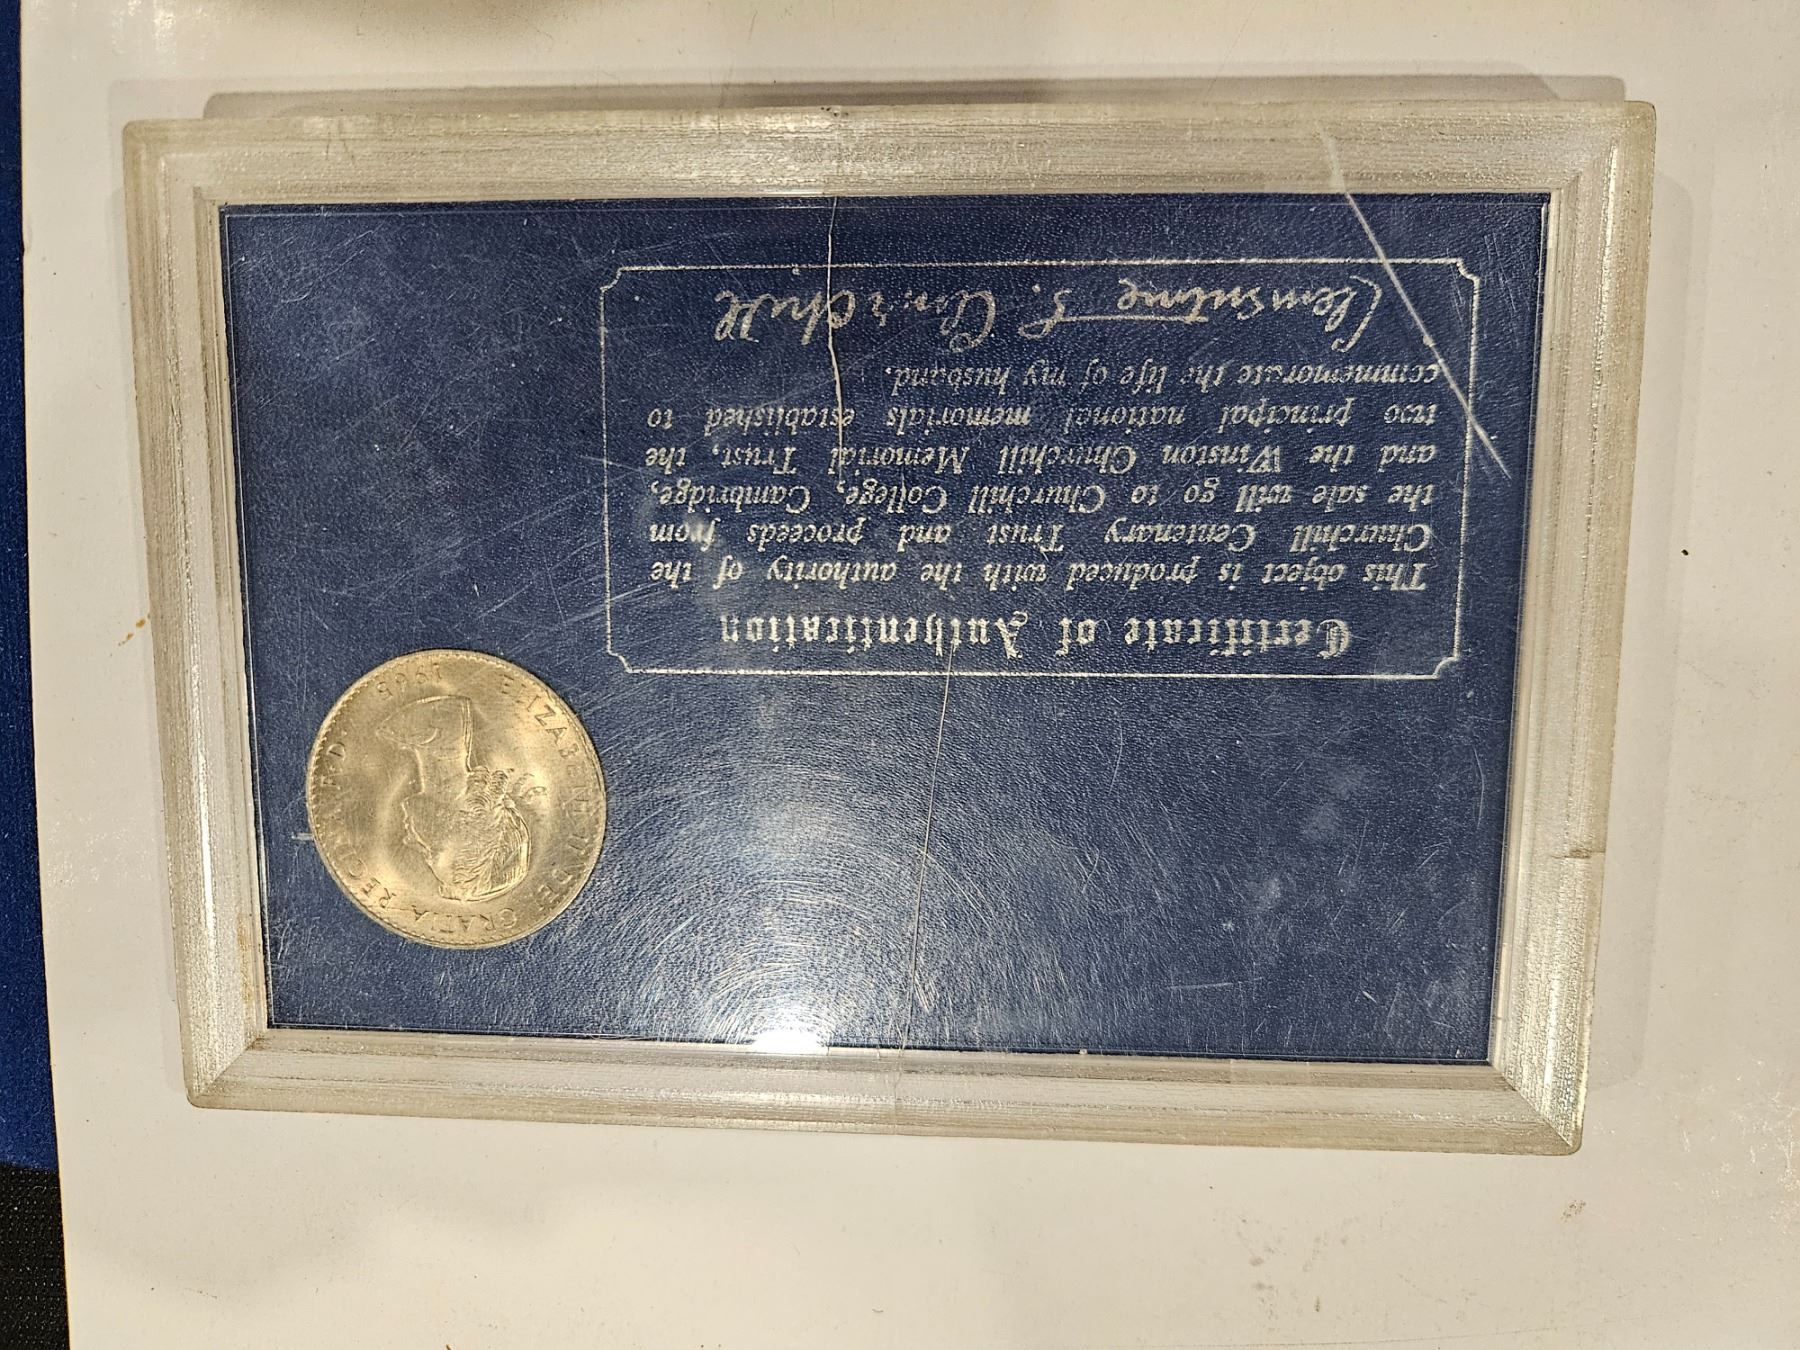 Certificate of Authentication
This object is produced with the authority of the
Churchill Centenary Trust and proceeds from
the sale will go to Churchill College, Cambridge,
and the Winston Churchill Memorial Trust, the
two principal national memorials established to
commemorate the life of my husband.
Clementine S. Churchill
ELIZABETH II DEI GRATIA REGINA F.D. 1965